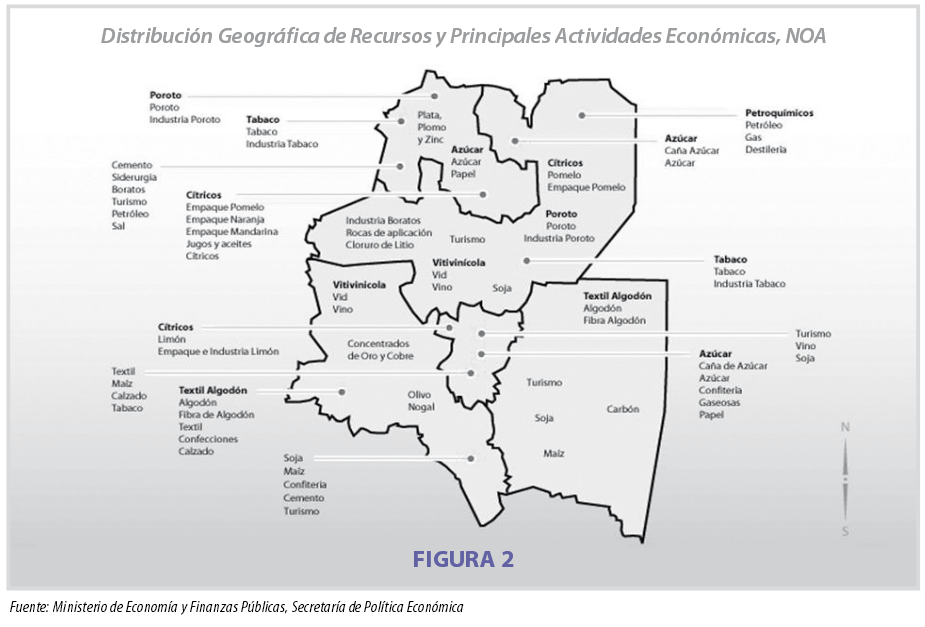 Distribución Geográfica de Recursos y Principales Actividades Económicas, NOA
Poroto
Poroto
Industria Poroto
Tabaco
Tabaco
Industria Tabaco
Plata,
Plomo
y Zinc
Azúcar
Azúcar
Papel
Cítricos
Pomelo
Empaque Pomelo
Azúcar
Caña Azúcar
Azúcar
Petroquímicos
Petróleo
Gas
Destileria
Cemento
Siderurgia
Boratos
Turismo
Petróleo
Sal
Cítricos
Empaque Pomelo
Empaque Naranja
Empaque Mandarina
Jugos y aceites
Cítricos
Industria Boratos
Rocas de aplicación
Cloruro de Litio
Turismo
Poroto
Poroto
Industria Poroto
Vitivinícola
Vid
Vino
Soja
Tabaco
Tabaco
Industria Tabaco
Vitivinícola
Vid
Vino
Textil Algodón
Algodón
Fibra Algodón
Cítricos
Limón
Empaque e Industria Limón
Concentrados
de Oro y Cobre
Turismo
Vino
Soja
Azúcar
Caña de Azúcar
Azúcar
Confiteria
Gaseosas
Papel
Textil
Maíz
Calzado
Tabaco
Textil Algodón
Algodón
Fibra de Algodón
Textil
Confecciones
Calzado
Olivo
Nogal
Turismo
Soja
Carbón
Maíz
Soja
Maíz
Confiteria
Cemento
Turismo
N
S
FIGURA 2
Fuente: Ministerio de Economía y Finanzas Públicas, Secretaría de Política Económica